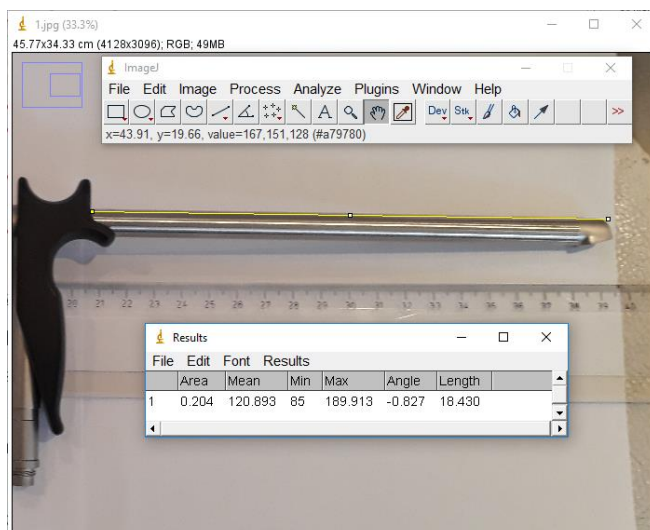 1.jpg (33.3%)
45.77x34.33 cm (4128x3096); RGB; 49MB
ImageJ
File Edit Image Process Analyze Plugins Window Help
A Dev Stk >>
x=43.91, y=19.66, value=167,151,128 (#a79780)
20 21 22 23 24 25 26 27 28 29 30 31 32 33 34 35 36 37 38 39 40
Results
File Edit Font Results
Area Mean Min Max Angle Length
1 0.204 120.893 85 189.913 -0.827 18.430